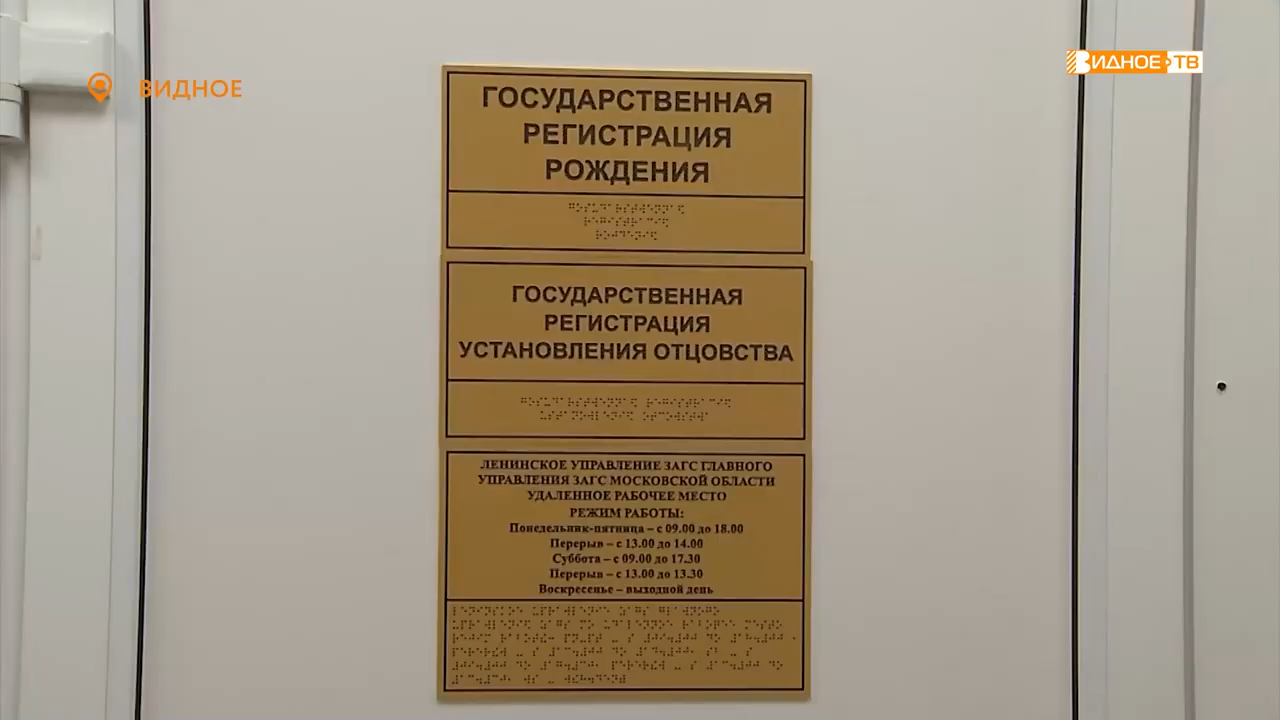 ВИДНОЕ
ВИДНОЕ ТВ
ГОСУДАРСТВЕННАЯ
РЕГИСТРАЦИЯ
РОЖДЕНИЯ
ГОСУДАРСТВЕННАЯ
РЕГИСТРАЦИЯ
УСТАНОВЛЕНИЯ ОТЦОВСТВА
ЛЕНИНСКОЕ УПРАВЛЕНИЕ ЗАГС ГЛАВНОГО
УПРАВЛЕНИЯ ЗАГС МОСКОВСКОЙ ОБЛАСТИ
УДАЛЕННОЕ РАБОЧЕЕ МЕСТО
РЕЖИМ РАБОТЫ:
Понедельник-пятница – с 09.00 до 18.00
Перерыв – с 13.00 до 14.00
Суббота – с 09.00 до 17.30
Перерыв – с 13.00 до 13.30
Воскресенье – выходной день